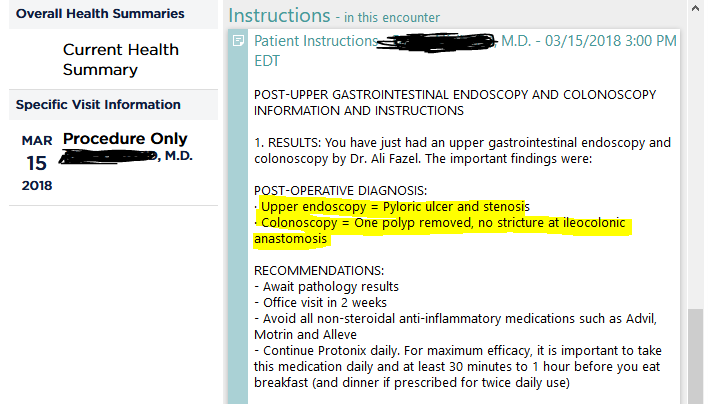 Overall Health Summaries
Current Health
Summary
Specific Visit Information
MAR
15
2018
Procedure Only
, M.D.
Instructions - in this encounter
Patient Instructions , M.D. - 03/15/2018 3:00 PM
EDT
POST-UPPER GASTROINTESTINAL ENDOSCOPY AND COLONOSCOPY
INFORMATION AND INSTRUCTIONS
1. RESULTS: You have just had an upper gastrointestinal endoscopy and
colonoscopy by Dr. Ali Fazel. The important findings were:
POST-OPERATIVE DIAGNOSIS:
· Upper endoscopy = Pyloric ulcer and stenosis
· Colonoscopy = One polyp removed, no stricture at ileocolonic
anastomosis
RECOMMENDATIONS:
- Await pathology results
- Office visit in 2 weeks
- Avoid all non-steroidal anti-inflammatory medications such as Advil,
Motrin and Alleve
- Continue Protonix daily. For maximum efficacy, it is important to take
this medication daily and at least 30 minutes to 1 hour before you eat
breakfast (and dinner if prescribed for twice daily use)